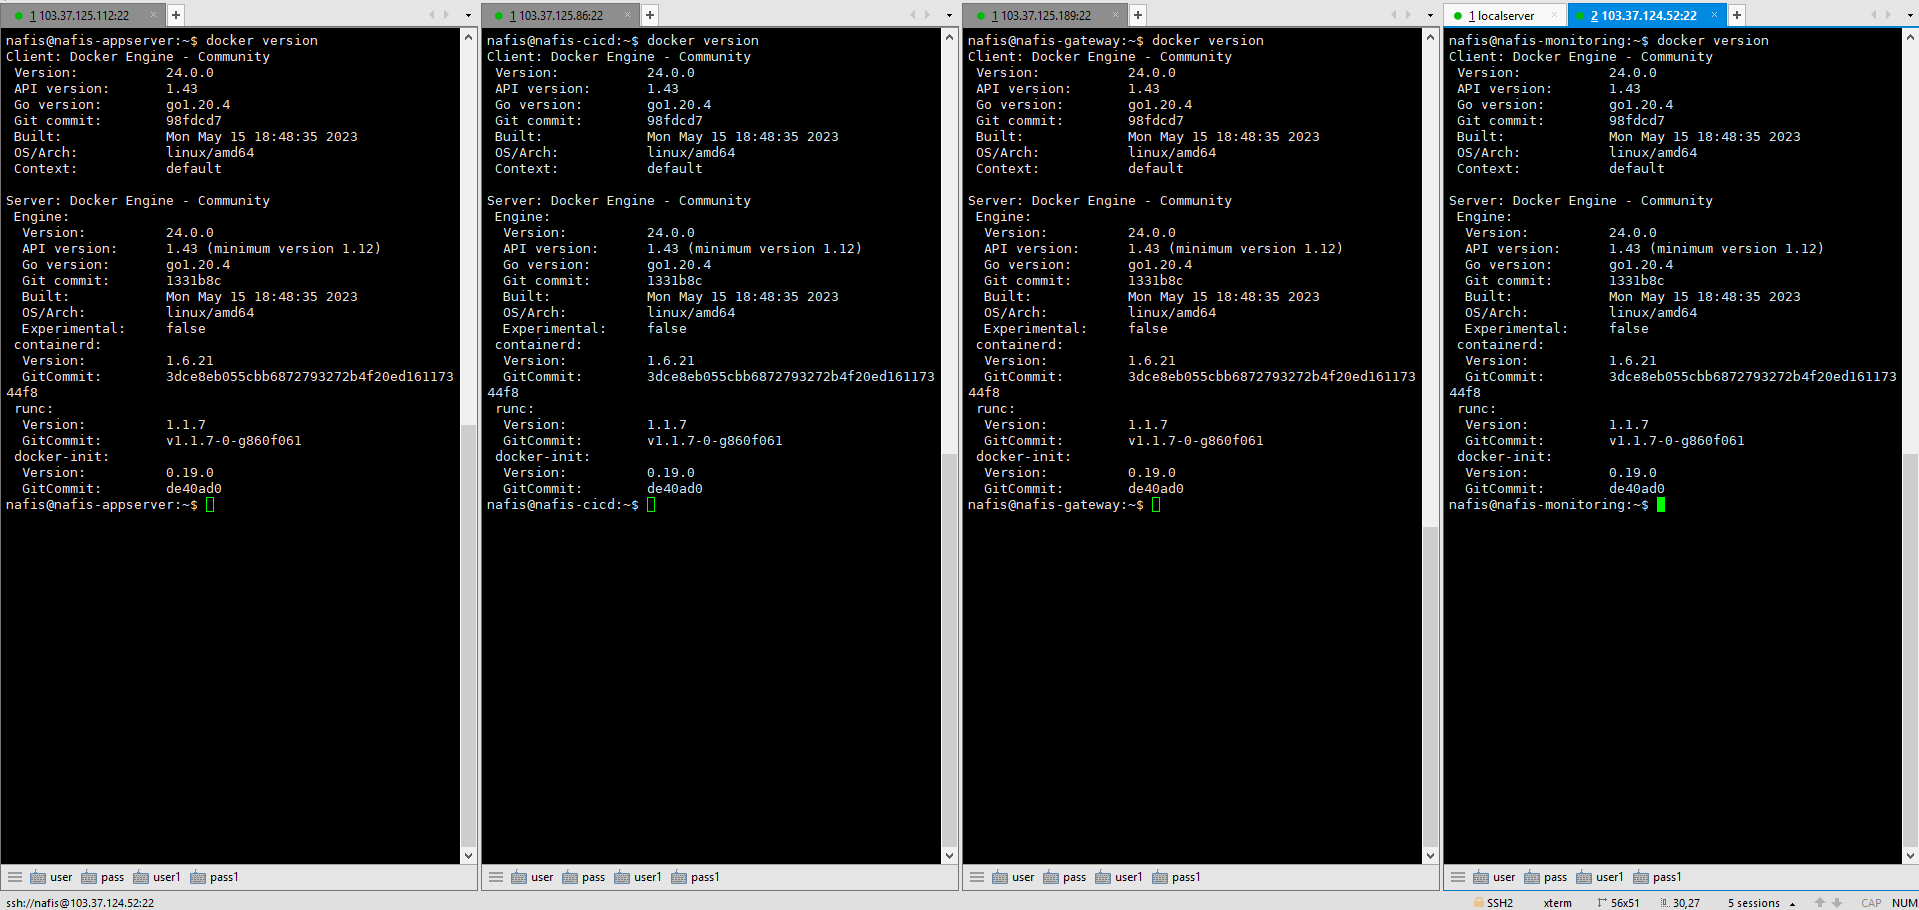 1 103.37.125.112:22
nafis@nafis-appserver:~$ docker version
Client: Docker Engine - Community
Version: 24.0.0
API version: 1.43
Go version: go1.20.4
Git commit: 98fdcd7
Built: Mon May 15 18:48:35 2023
OS/Arch: linux/amd64
Context: default
Server: Docker Engine - Community
Engine:
Version: 24.0.0
API version: 1.43 (minimum version 1.12)
Go version: go1.20.4
Git commit: 1331b8c
Built: Mon May 15 18:48:35 2023
OS/Arch: linux/amd64
Experimental: false
containerd:
Version: 1.6.21
GitCommit: 3dce8eb055cbb6872793272b4f20ed161173
44f8
runc:
Version: 1.1.7
GitCommit: v1.1.7-0-g860f061
docker-init:
Version: 0.19.0
GitCommit: de40ad0
nafis@nafis-appserver:~$
user pass user1 pass1
1 103.37.125.86:22
nafis@nafis-cicd:~$ docker version
Client: Docker Engine - Community
Version: 24.0.0
API version: 1.43
Go version: go1.20.4
Git commit: 98fdcd7
Built: Mon May 15 18:48:35 2023
OS/Arch: linux/amd64
Context: default
Server: Docker Engine - Community
Engine:
Version: 24.0.0
API version: 1.43 (minimum version 1.12)
Go version: go1.20.4
Git commit: 1331b8c
Built: Mon May 15 18:48:35 2023
OS/Arch: linux/amd64
Experimental: false
containerd:
Version: 1.6.21
GitCommit: 3dce8eb055cbb6872793272b4f20ed161173
44f8
runc:
Version: 1.1.7
GitCommit: v1.1.7-0-g860f061
docker-init:
Version: 0.19.0
GitCommit: de40ad0
nafis@nafis-cicd:~$
user pass user1 pass1
1 103.37.125.189:22
nafis@nafis-gateway:~$ docker version
Client: Docker Engine - Community
Version: 24.0.0
API version: 1.43
Go version: go1.20.4
Git commit: 98fdcd7
Built: Mon May 15 18:48:35 2023
OS/Arch: linux/amd64
Context: default
Server: Docker Engine - Community
Engine:
Version: 24.0.0
API version: 1.43 (minimum version 1.12)
Go version: go1.20.4
Git commit: 1331b8c
Built: Mon May 15 18:48:35 2023
OS/Arch: linux/amd64
Experimental: false
containerd:
Version: 1.6.21
GitCommit: 3dce8eb055cbb6872793272b4f20ed161173
44f8
runc:
Version: 1.1.7
GitCommit: v1.1.7-0-g860f061
docker-init:
Version: 0.19.0
GitCommit: de40ad0
nafis@nafis-gateway:~$
user pass user1 pass1
1 localserver 2 103.37.124.52:22
nafis@nafis-monitoring:~$ docker version
Client: Docker Engine - Community
Version: 24.0.0
API version: 1.43
Go version: go1.20.4
Git commit: 98fdcd7
Built: Mon May 15 18:48:35 2023
OS/Arch: linux/amd64
Context: default
Server: Docker Engine - Community
Engine:
Version: 24.0.0
API version: 1.43 (minimum version 1.12)
Go version: go1.20.4
Git commit: 1331b8c
Built: Mon May 15 18:48:35 2023
OS/Arch: linux/amd64
Experimental: false
containerd:
Version: 1.6.21
GitCommit: 3dce8eb055cbb6872793272b4f20ed161173
44f8
runc:
Version: 1.1.7
GitCommit: v1.1.7-0-g860f061
docker-init:
Version: 0.19.0
GitCommit: de40ad0
nafis@nafis-monitoring:~$
user pass user1 pass1
ssh://nafis@103.37.124.52:22 SSH2 xterm 56x51 30,27 5 sessions CAP NUM